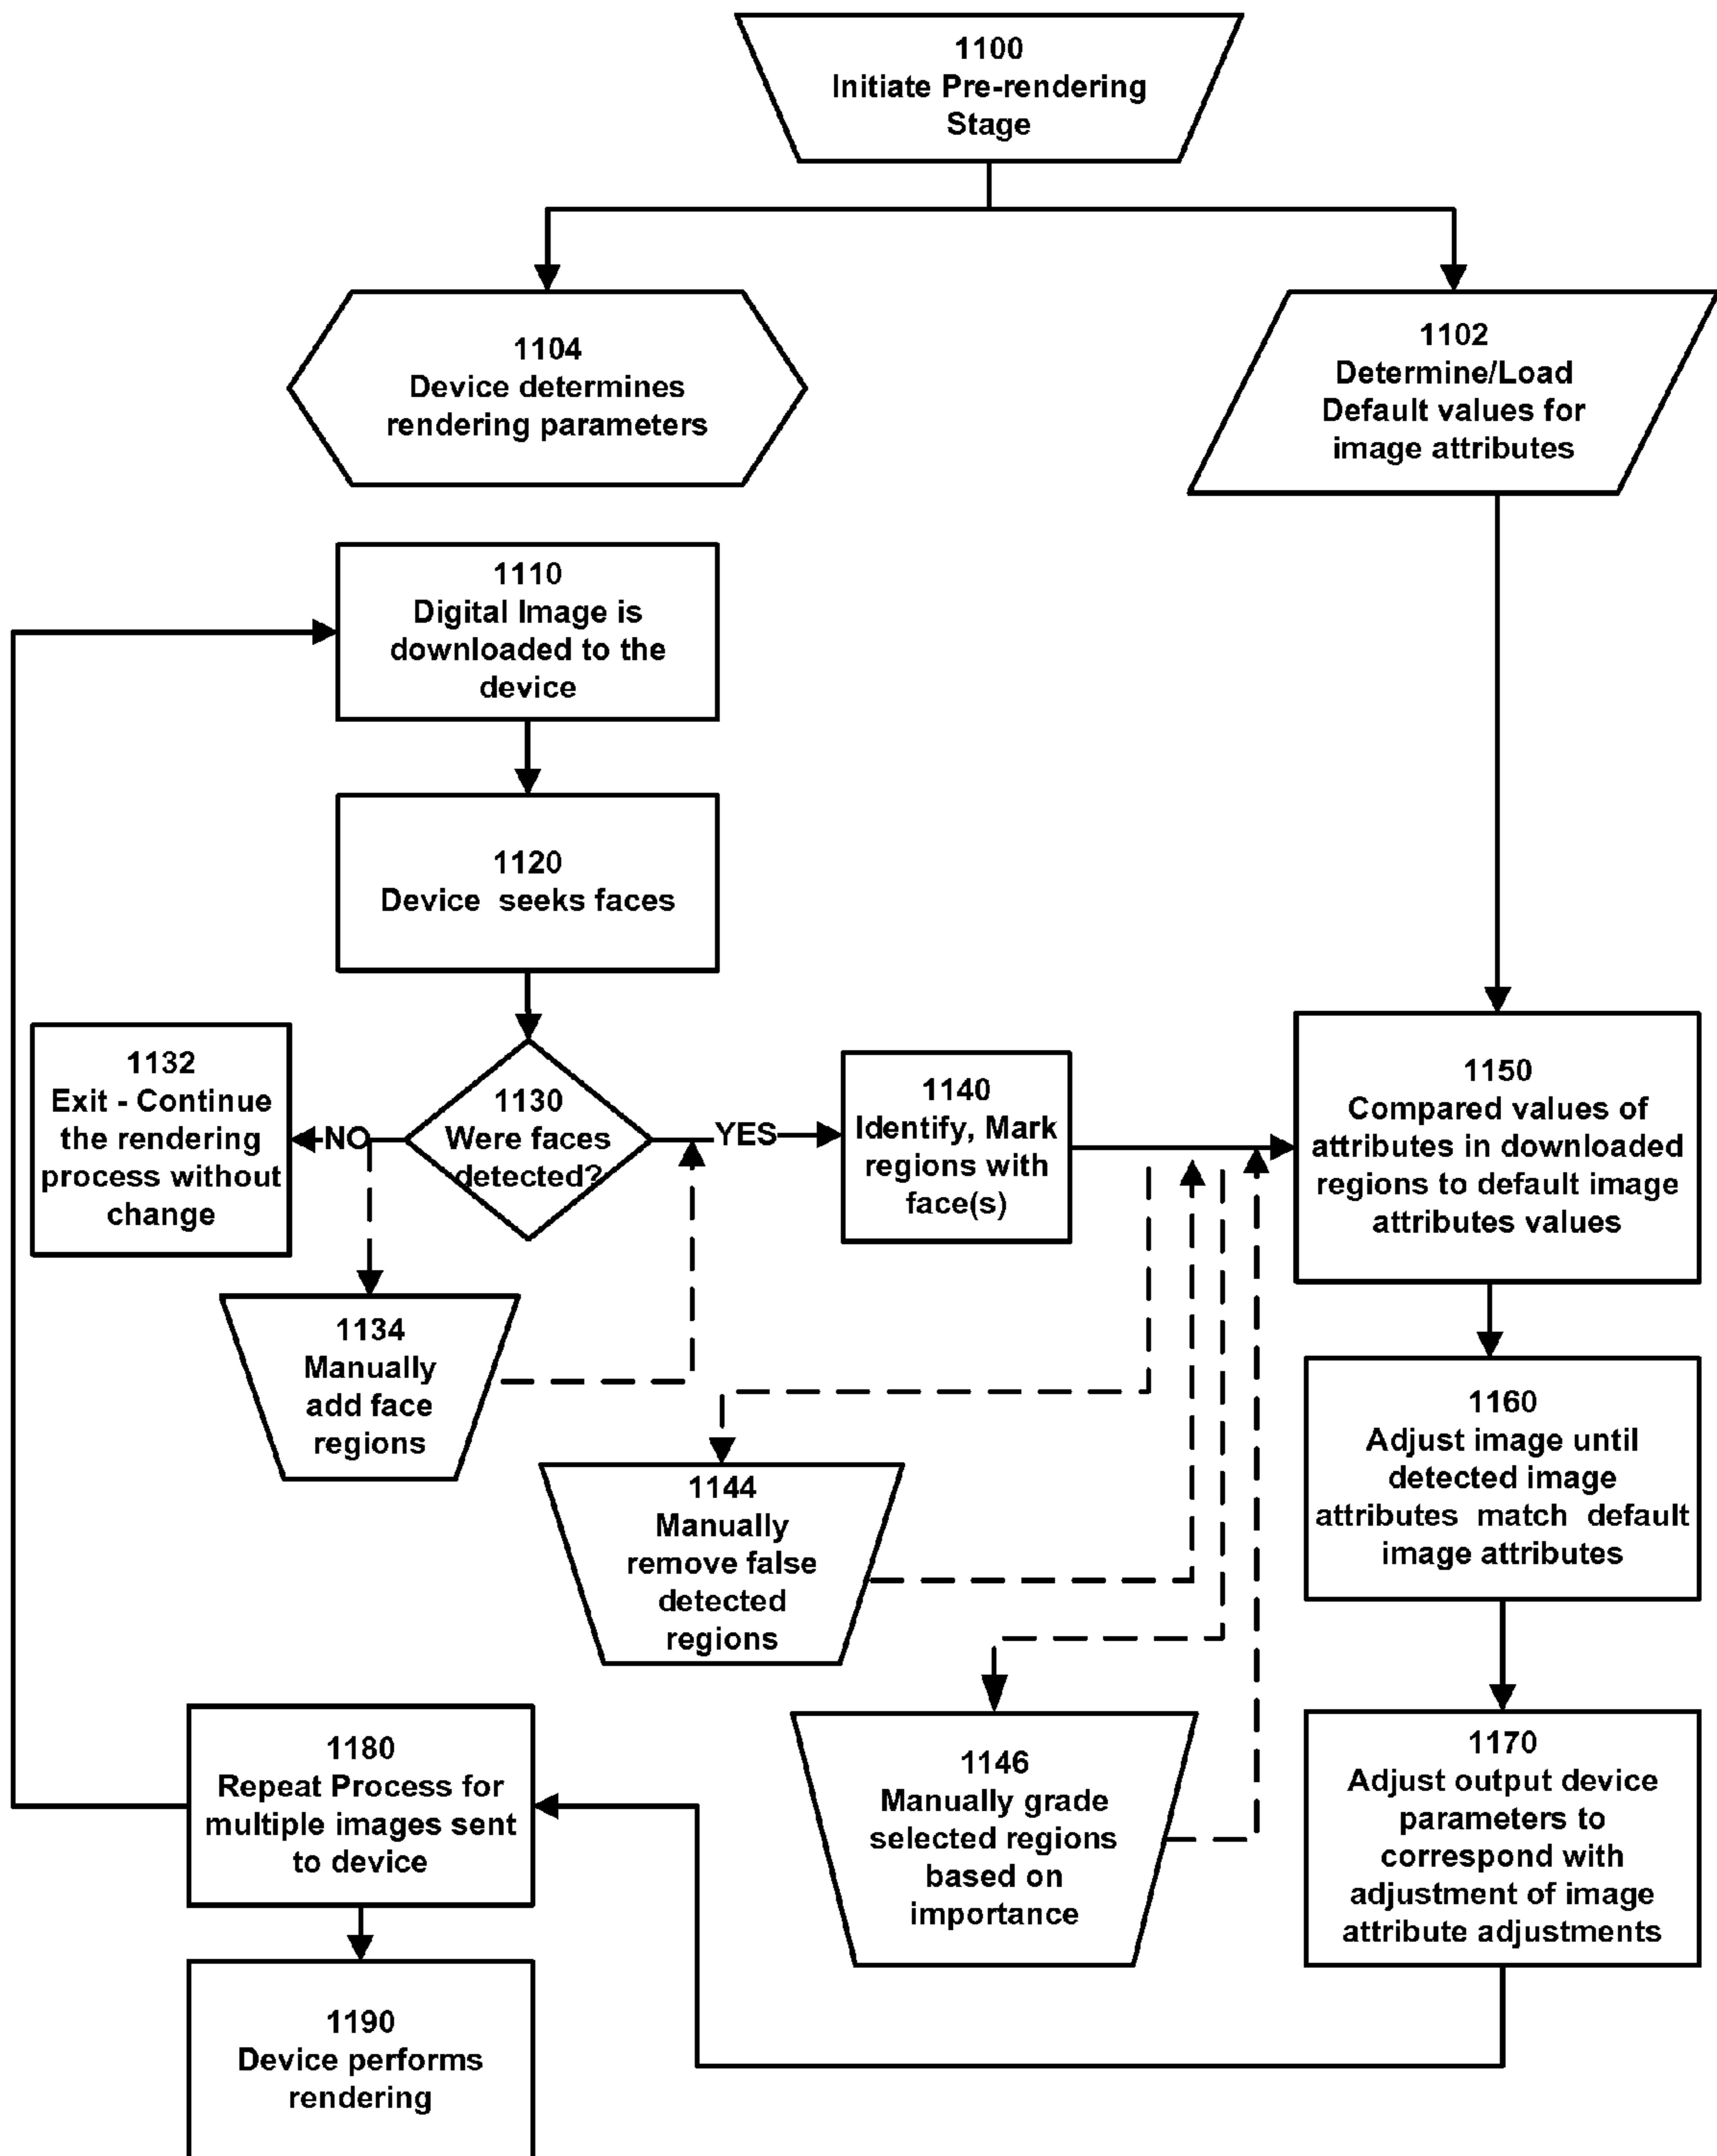 1100
Initiate Pre-rendering
Stage
1104
Device determines
rendering parameters
1102
Determine/Load
Default values for
image attributes
1110
Digital Image is
downloaded to the
device
1120
Device seeks faces
1132
Exit - Continue
the rendering
process without
change
NO
1130
Were faces
detected?
YES
1140
Identify, Mark
regions with
face(s)
1150
Compared values of
attributes in downloaded
regions to default image
attributes values
1134
Manually
add face
regions
1144
Manually
remove false
detected
regions
1160
Adjust image until
detected image
attributes match default
image attributes
1180
Repeat Process for
multiple images sent
to device
1146
Manually grade
selected regions
based on
importance
1170
Adjust output device
parameters to
correspond with
adjustment of image
attribute adjustments
1190
Device performs
rendering